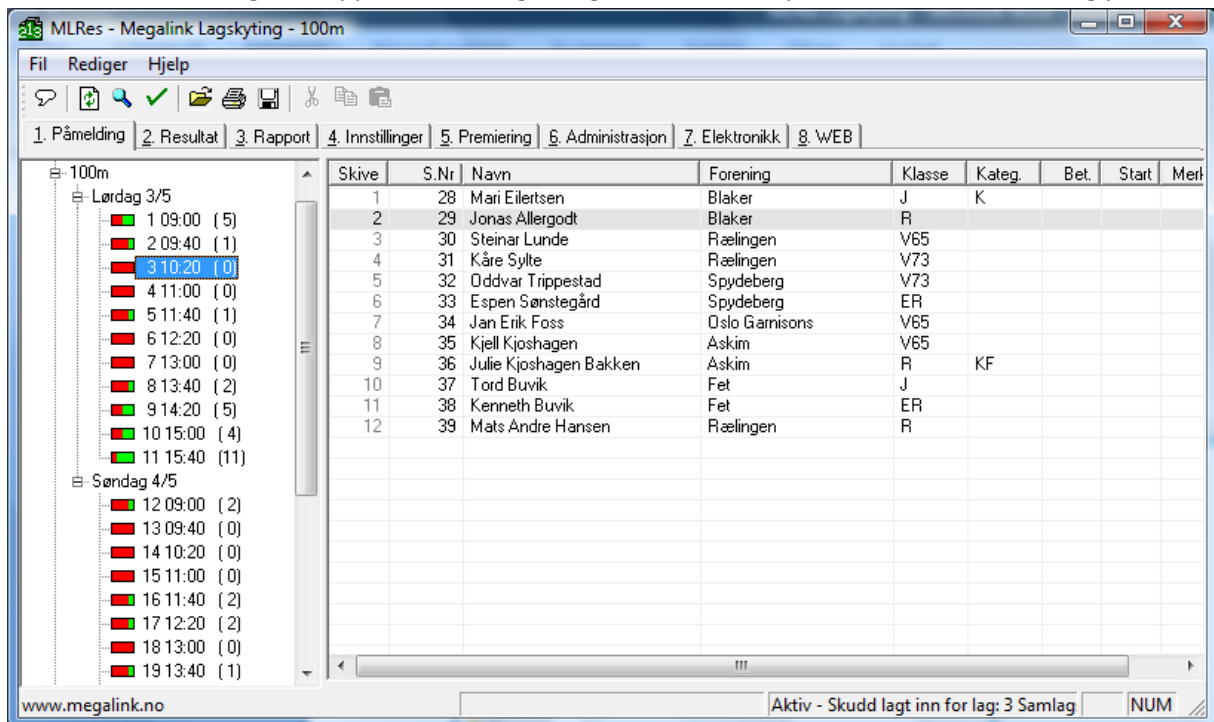 MLRes - Megalink Lagskyting - 100m
Fil Rediger Hjelp
1. Påmelding 2. Resultat 3. Rapport 4. Innstillinger 5. Premiering 6. Administrasjon 7. Elektronikk 8. WEB
100m
Lørdag 3/5
1 09:00 ( 5)
2 09:40 ( 1)
3 10:20 ( 0)
4 11:00 ( 0)
5 11:40 ( 1)
6 12:20 ( 0)
7 13:00 ( 0)
8 13:40 ( 2)
9 14:20 ( 5)
10 15:00 ( 4)
11 15:40 (11)
Søndag 4/5
12 09:00 ( 2)
13 09:40 ( 0)
14 10:20 ( 0)
15 11:00 ( 0)
16 11:40 ( 2)
17 12:20 ( 2)
18 13:00 ( 0)
19 13:40 ( 1)
Skive S.Nr Navn Forening Klasse Kateg. Bet. Start
1 28 Mari Eilertsen Blaker J K
2 29 Jonas Allergodt Blaker R
3 30 Steinar Lunde Rælingen V65
4 31 Kåre Sylte Rælingen V73
5 32 Oddvar Trippestad Spydeberg V73
6 33 Espen Sønstegård Spydeberg ER
7 34 Jan Erik Foss Oslo Garnisons V65
8 35 Kjell Kjoshagen Askim V65
9 36 Julie Kjoshagen Bakken Askim R KF
10 37 Tord Buvik Fet J
11 38 Kenneth Buvik Fet ER
12 39 Mats Andre Hansen Rælingen R
www.megalink.no Aktiv - Skudd lagt inn for lag: 3 Samlag NUM